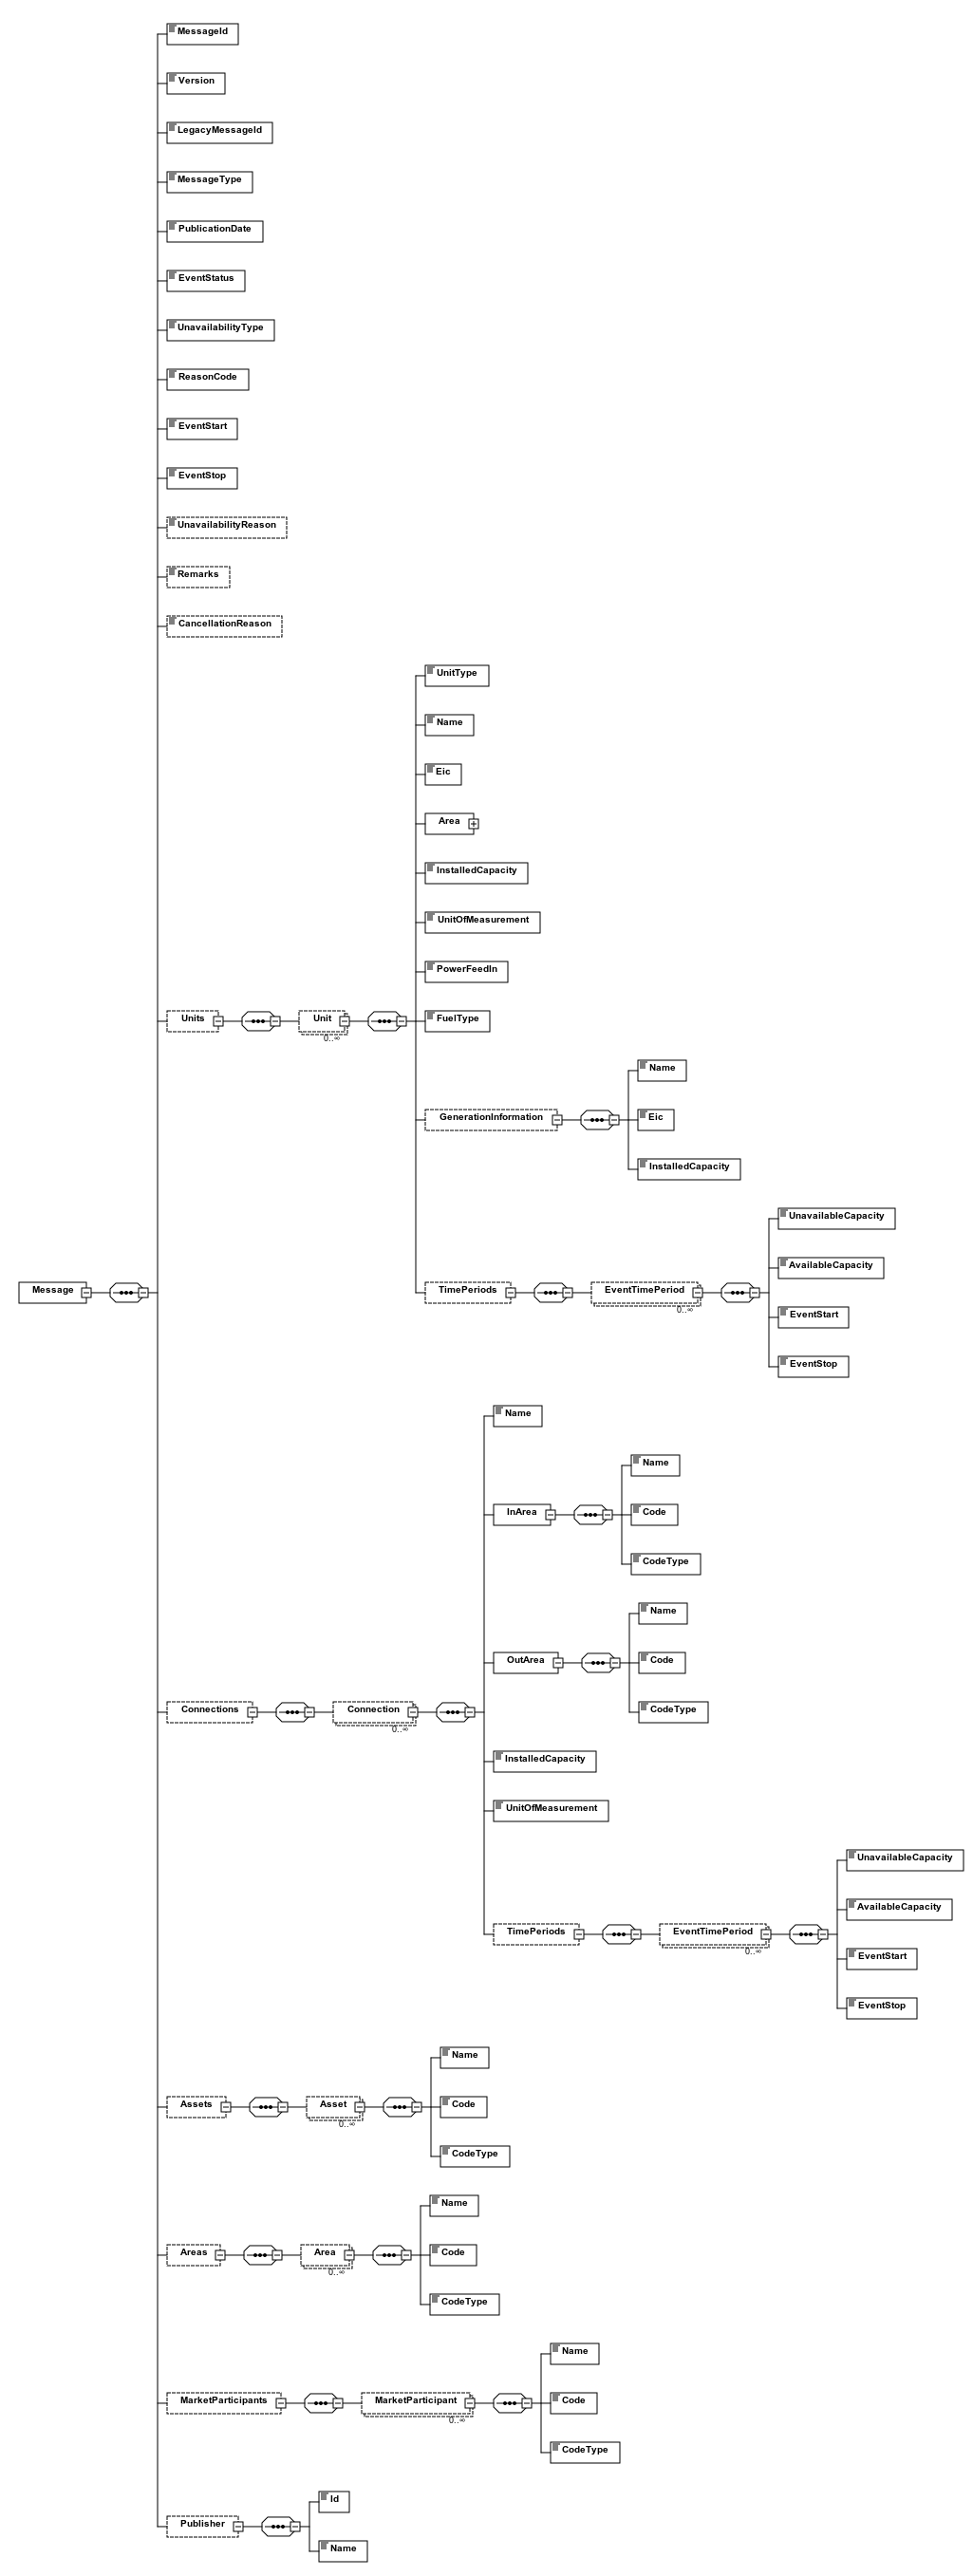 MessageId
Version
LegacyMessageId
MessageType
PublicationDate
EventStatus
UnavailabilityType
ReasonCode
EventStart
EventStop
UnavailabilityReason
Remarks
CancellationReason
UnitType
Name
Eic
Area
InstalledCapacity
UnitOfMeasurement
PowerFeedIn
Units
Unit
0..∞
FuelType
Name
GenerationInformation
Eic
InstalledCapacity
UnavailableCapacity
AvailableCapacity
Message
TimePeriods
EventTimePeriod
0..∞
EventStart
EventStop
Name
Name
InArea
Code
CodeType
Name
OutArea
Code
Connections
Connection
0..∞
CodeType
InstalledCapacity
UnitOfMeasurement
UnavailableCapacity
AvailableCapacity
TimePeriods
EventTimePeriod
0..∞
EventStart
EventStop
Name
Assets
Asset
0..∞
Code
CodeType
Name
Areas
Area
0..∞
Code
CodeType
Name
MarketParticipants
MarketParticipant
0..∞
Code
CodeType
Id
Publisher
Name